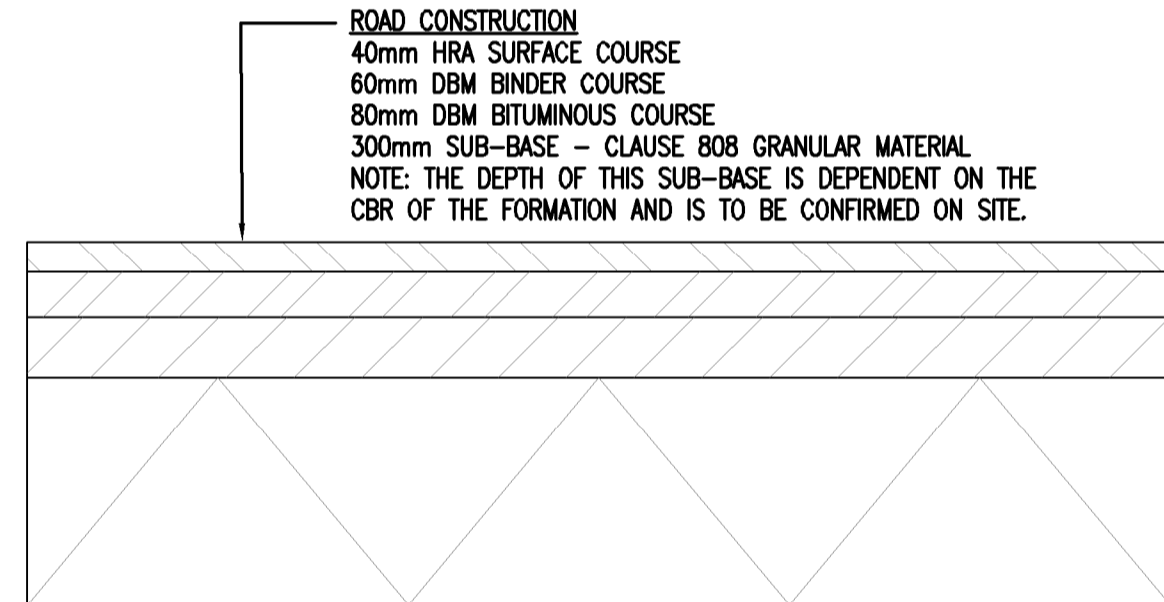 ROAD CONSTRUCTION
40mm HRA SURFACE COURSE
60mm DBM BINDER COURSE
80mm DBM BITUMINOUS COURSE
300mm SUB-BASE - CLAUSE 808 GRANULAR MATERIAL
NOTE: THE DEPTH OF THIS SUB-BASE IS DEPENDENT ON THE
CBR OF THE FORMATION AND IS TO BE CONFIRMED ON SITE.